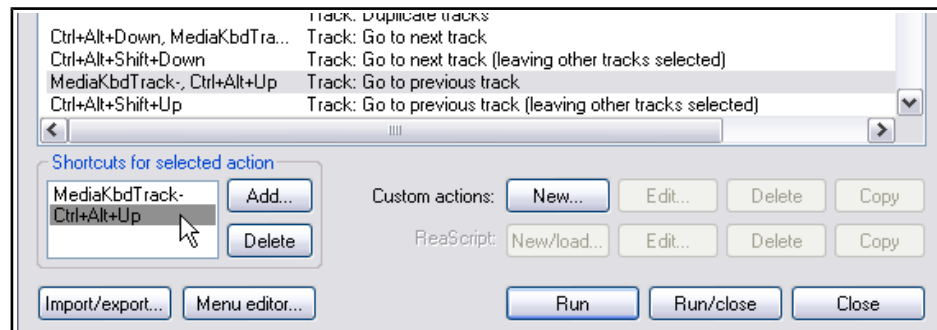 Track: Duplicate tracks
Ctrl+Alt+Down, MediaKbdTra... Track: Go to next track
Ctrl+Alt+Shift+Down Track: Go to next track (leaving other tracks selected)
MediaKbdTrack-, Ctrl+Alt+Up Track: Go to previous track
Ctrl+Alt+Shift+Up Track: Go to previous track (leaving other tracks selected)
Shortcuts for selected action
MediaKbdTrack- Add... Custom actions: New... Edit... Delete Copy
Ctrl+Alt+Up
Delete ReaScript: New/load... Edit... Delete Copy
Import/export... Menu editor... Run Run/close Close